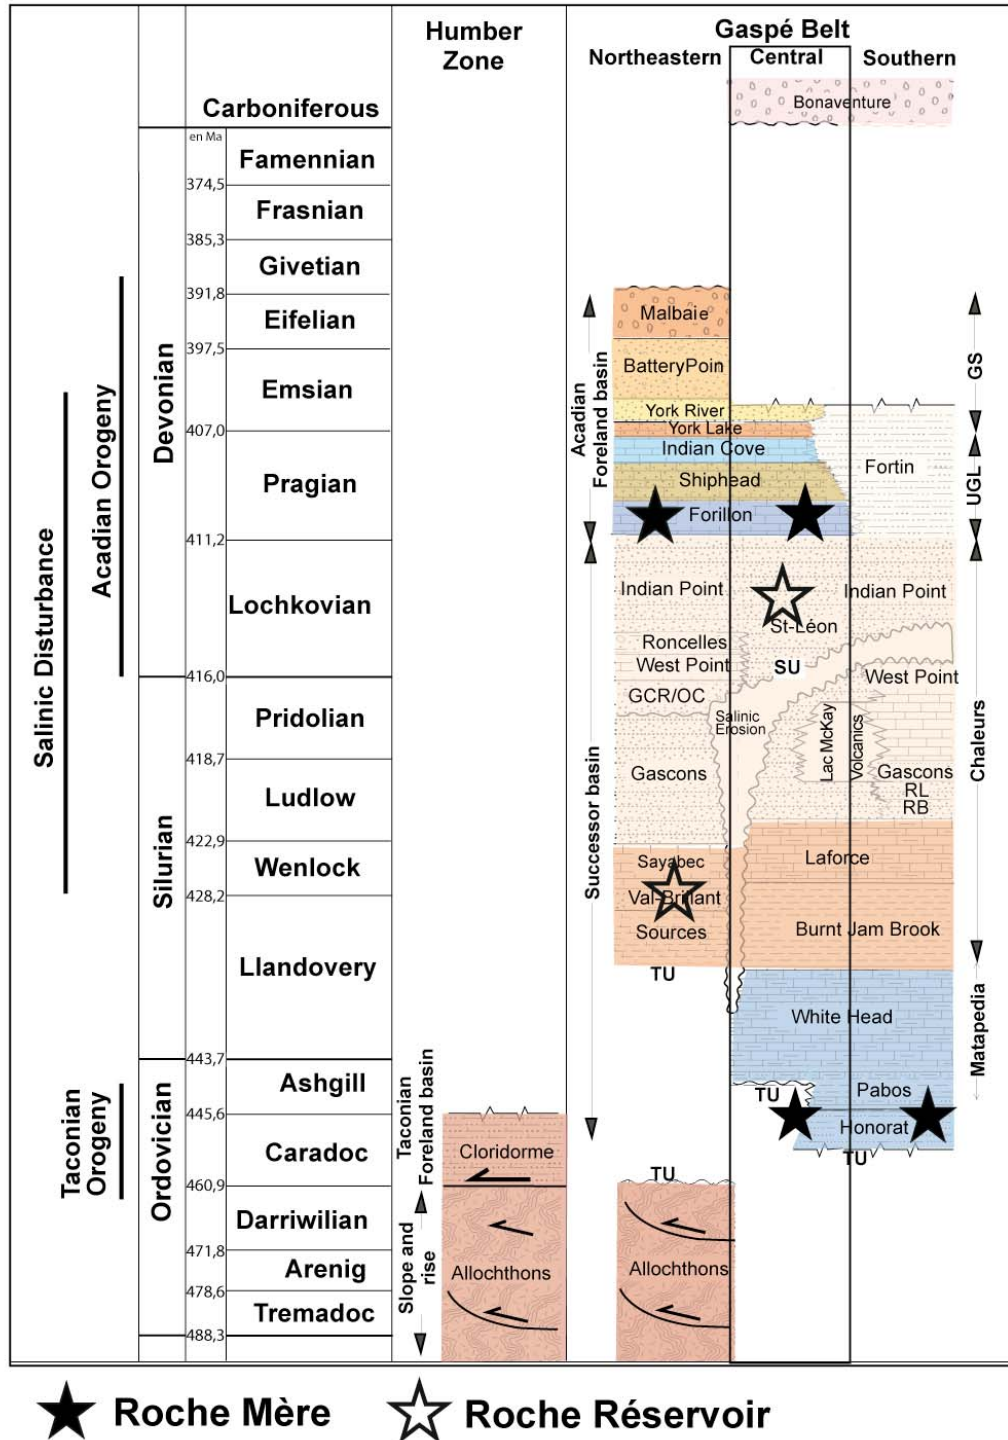 Gaspé Belt
Humber
Zone
Northeastern
Central
Southern
Bonaventure
Carboniferous
en Ma
Famennian
374,5
Frasnian
385,3
Givetian
391,8
Eifelian
397,5
Emsian
407,0
Pragian
411,2
Lochkovian
416,0
Pridolian
418,7
Ludlow
422,9
Wenlock
428,2
Llandovery
443,7
Ashgill
445,6
Caradoc
460,9
Darriwilian
471,8
Arenig
478,6
Tremadoc
488,3
Devonian
Silurian
Ordovician
Salinic Disturbance
Acadian Orogeny
Taconian
Orogeny
Taconian
Foreland basin
Slope and
rise
Cloridorme
Allochthons
Acadian
Foreland basin
Successor basin
Malbaie
BatteryPoin
York River
York Lake
Indian Cove
Shiphead
Forillon
Fortin
Indian Point
Indian Point
St-Léon
Roncelles
West Point
SU
West Point
GCR/OC
Salinic
Erosion
Lac McKay
Volcanics
Gascons
Gascons
RL
RB
Sayabec
Laforce
Val-Brillant
Sources
Burnt Jam Brook
TU
White Head
TU
Pabos
Honorat
TU
TU
Allochthons
GS
UGL
Chaleurs
Matapedia
Roche Mère
Roche Réservoir